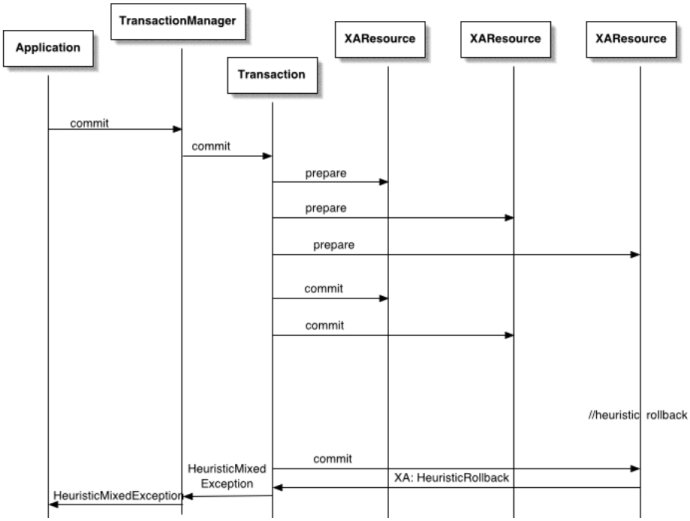 TransactionManager
Application
XAResource
XAResource
XAResource
Transaction
commit
commit
prepare
prepare
prepare
commit
commit
//heuristic rollback
commit
HeuristicMixed
Exception
XA: HeuristicRollback
HeuristicMixedException